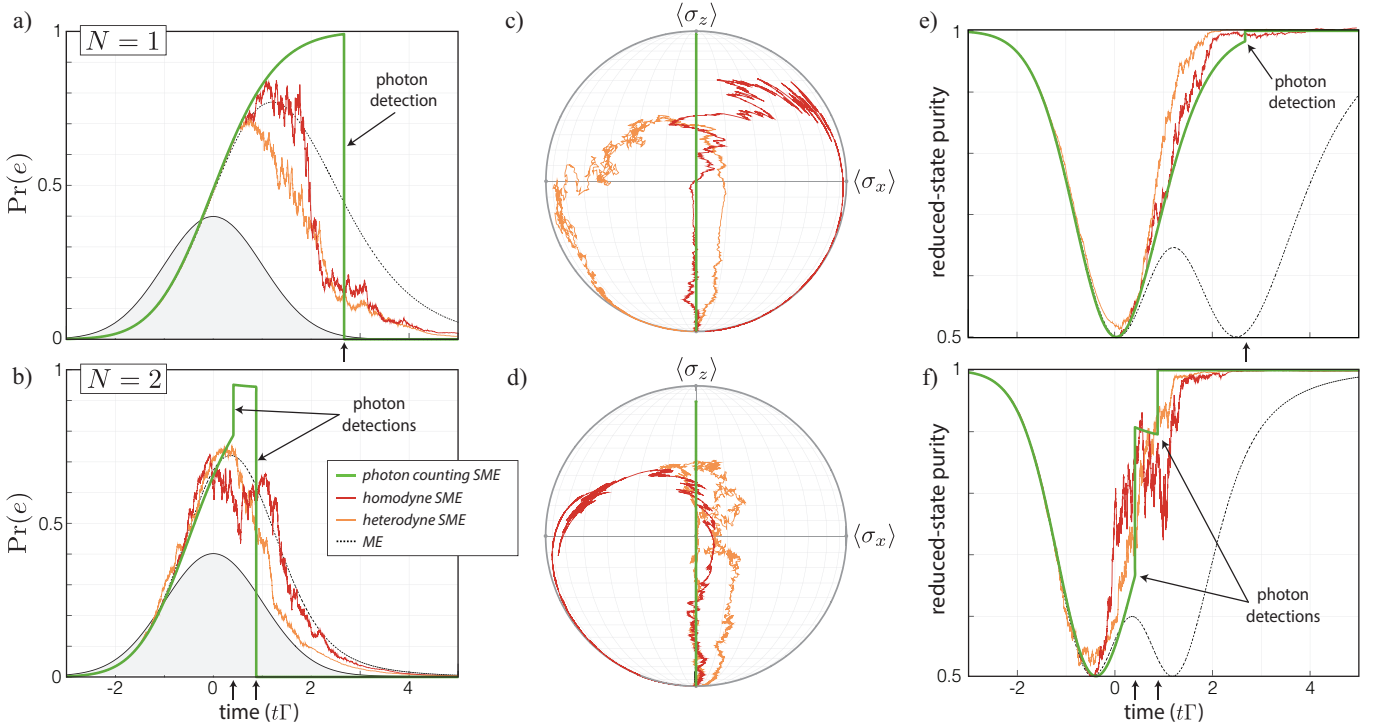 a)
N = 1
1
0.5
0
Pr(e)
photon
detection
c)
⟨σz⟩
⟨σx⟩
e)
1
0.5
reduced-state purity
photon
detection
b)
N = 2
1
0.5
0
Pr(e)
photon
detections
photon counting SME
homodyne SME
heterodyne SME
ME
-2
0
2
4
time (tΓ)
d)
⟨σz⟩
⟨σx⟩
f)
1
0.5
reduced-state purity
photon
detections
-2
0
2
4
time (tΓ)